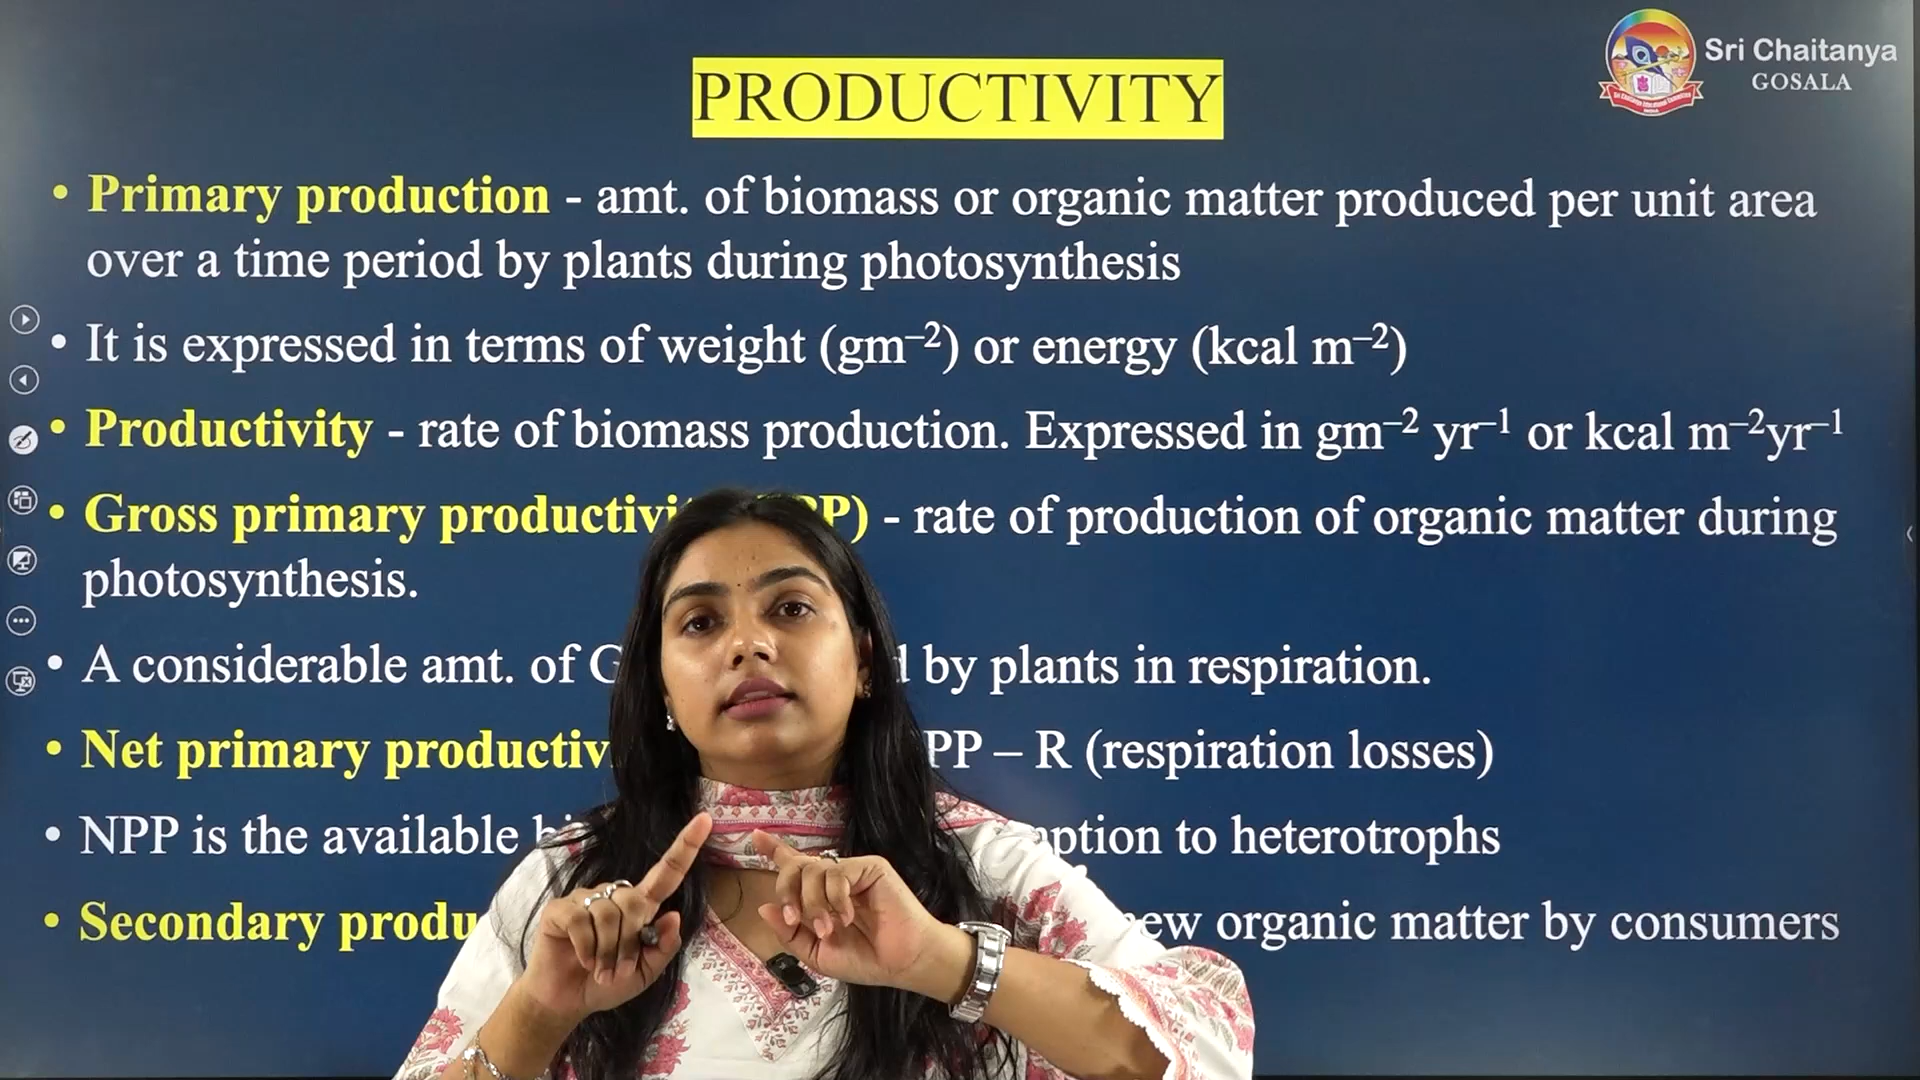 Sri Chaitanya
GOSALA
PRODUCTIVITY
• Primary production - amt. of biomass or organic matter produced per unit area
over a time period by plants during photosynthesis
• It is expressed in terms of weight (gm⁻²) or energy (kcal m⁻²)
• Productivity - rate of biomass production. Expressed in gm⁻² yr⁻¹ or kcal m⁻²yr⁻¹
• Gross primary productivi PP) - rate of production of organic matter during
photosynthesis.
• A considerable amt. of G d by plants in respiration.
• Net primary productiv PP – R (respiration losses)
• NPP is the available ption to heterotrophs
• Secondary produ ew organic matter by consumers